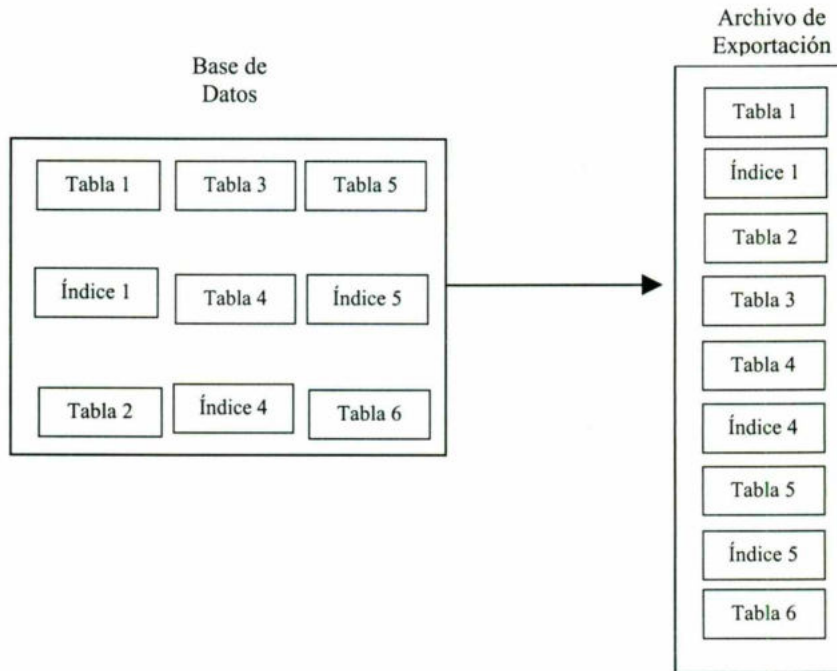 Archivo de
Exportación
Base de
Datos
Tabla 1
Tabla 3
Tabla 5
Índice 1
Tabla 4
Índice 5
Tabla 2
Índice 4
Tabla 6
Tabla 1
Índice 1
Tabla 2
Tabla 3
Tabla 4
Índice 4
Tabla 5
Índice 5
Tabla 6